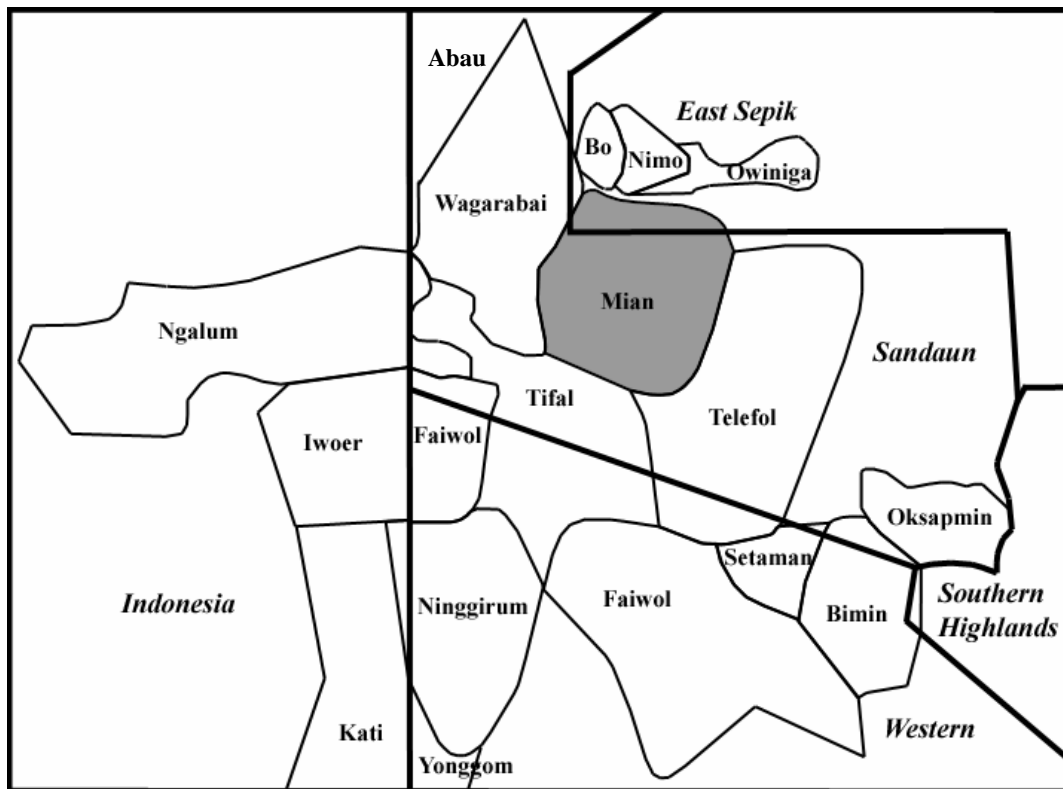 Abau
East Sepik
Bo
Nimo
Owiniga
Wagarabai
Mian
Ngalum
Sandaun
Tifal
Telefol
Iwoer
Faiwol
Oksapmin
Setaman
Indonesia
Ninggirum
Faiwol
Bimin
Southern
Highlands
Kati
Western
Yonggom